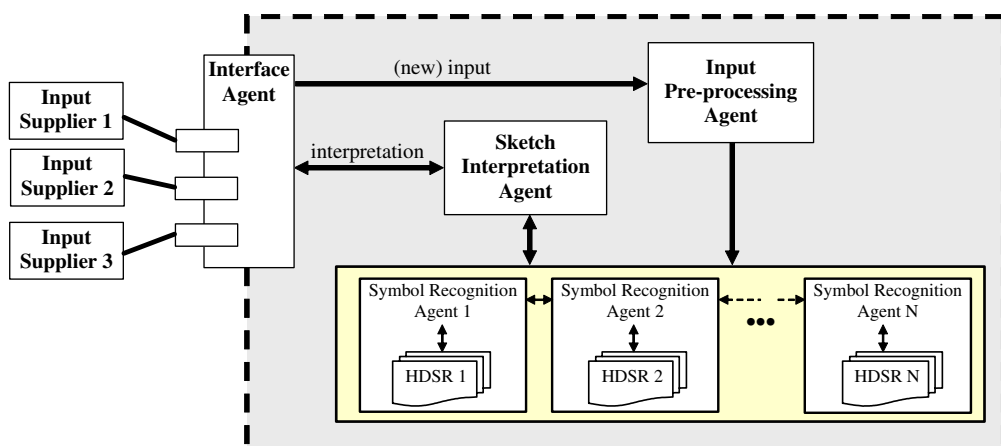 Interface
Agent
(new) input
Input
Pre-processing
Agent
Input
Supplier 1
Input
Supplier 2
Input
Supplier 3
interpretation
Sketch
Interpretation
Agent
Symbol Recognition
Agent 1
HDSR 1
Symbol Recognition
Agent 2
HDSR 2
•••
Symbol Recognition
Agent N
HDSR N